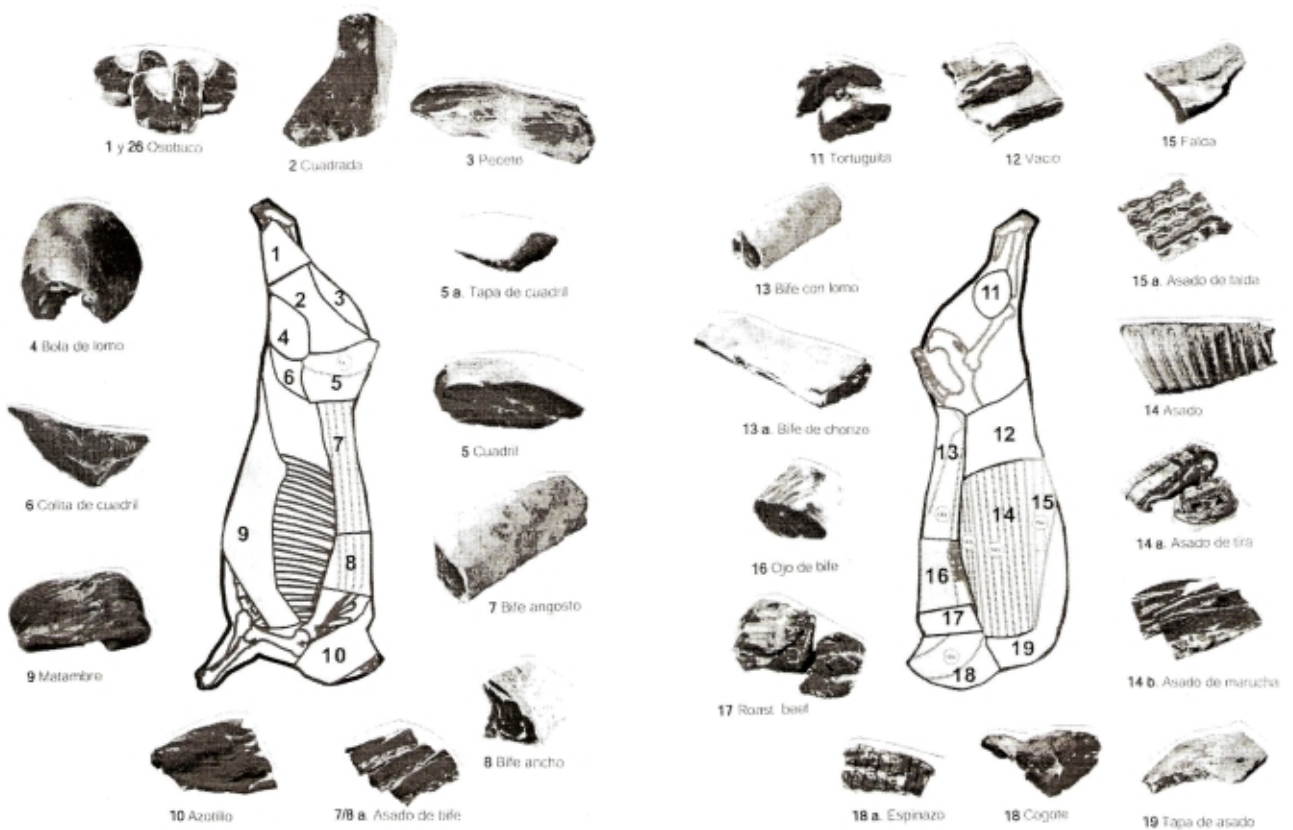 1 y 26 Osobuco
2 Cuadrada
3 Peceto
4 Bola de lomo
5 a. Tapa de cuadril
6 Colita de cuadril
5 Cuadril
7 Bife angosto
9 Matambre
8 Bife ancho
10 Azotillo
7/8 a. Asado de bife
1
2
3
4
6
5
7
9
8
10
11 Tortuguita
12 Vacio
15 Falda
13 Bife con lomo
15 a. Asado de falda
13 a. Bife de chorizo
14 Asado
16 Ojo de bife
14 a. Asado de tira
17 Roast beef
14 b. Asado de marucha
18 a. Espinazo
18 Cogote
19 Tapa de asado
11
12
13
14
15
16
17
18
19